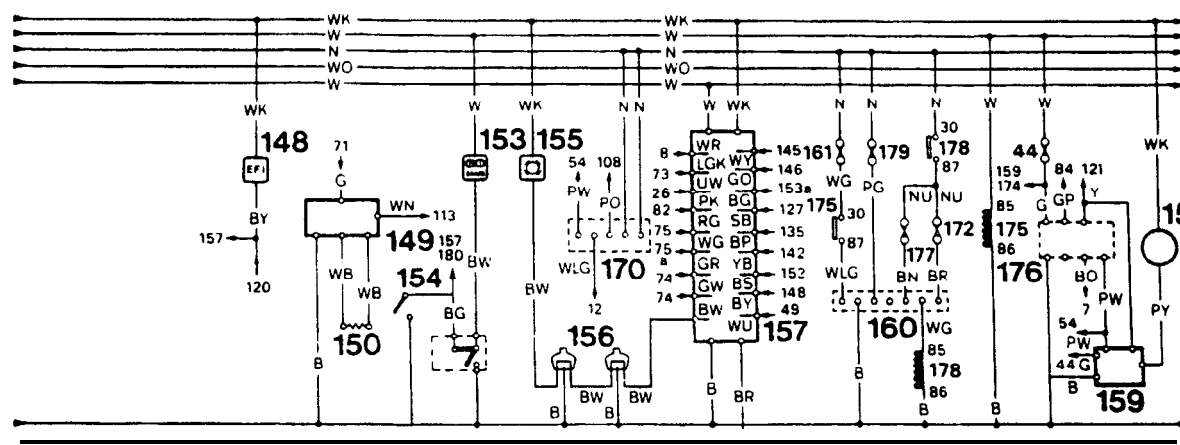 WK WK
W W
N N
WO WO
W W
WK W WK N N W WK N N N W W WK
148 EFI BY 157 120
71 G 149 WN 113 WB WB 150 B
154 157 180 BG 7
153 BW
155 BW
156 B BW B BW
54 108 PW PO 170 WLG 12
8 WR WY 145
73 LGK GO 146
26 UW BG 153a
82 PK SB 127
75 RG BP 135
75 WG YB 142
a GR BS 152
74 GW BY 148
74 BW WU 49
157
B BR
161 WG 175 30 87 WLG
179 PG
30 178 87
NU NU
177 172
BN BR
160
B WG
85 178 86
B
85 175 86
B
44 159 174 84 121
G GP Y
176
BO PW
7
54 PW
44 G
B
159
15
PY